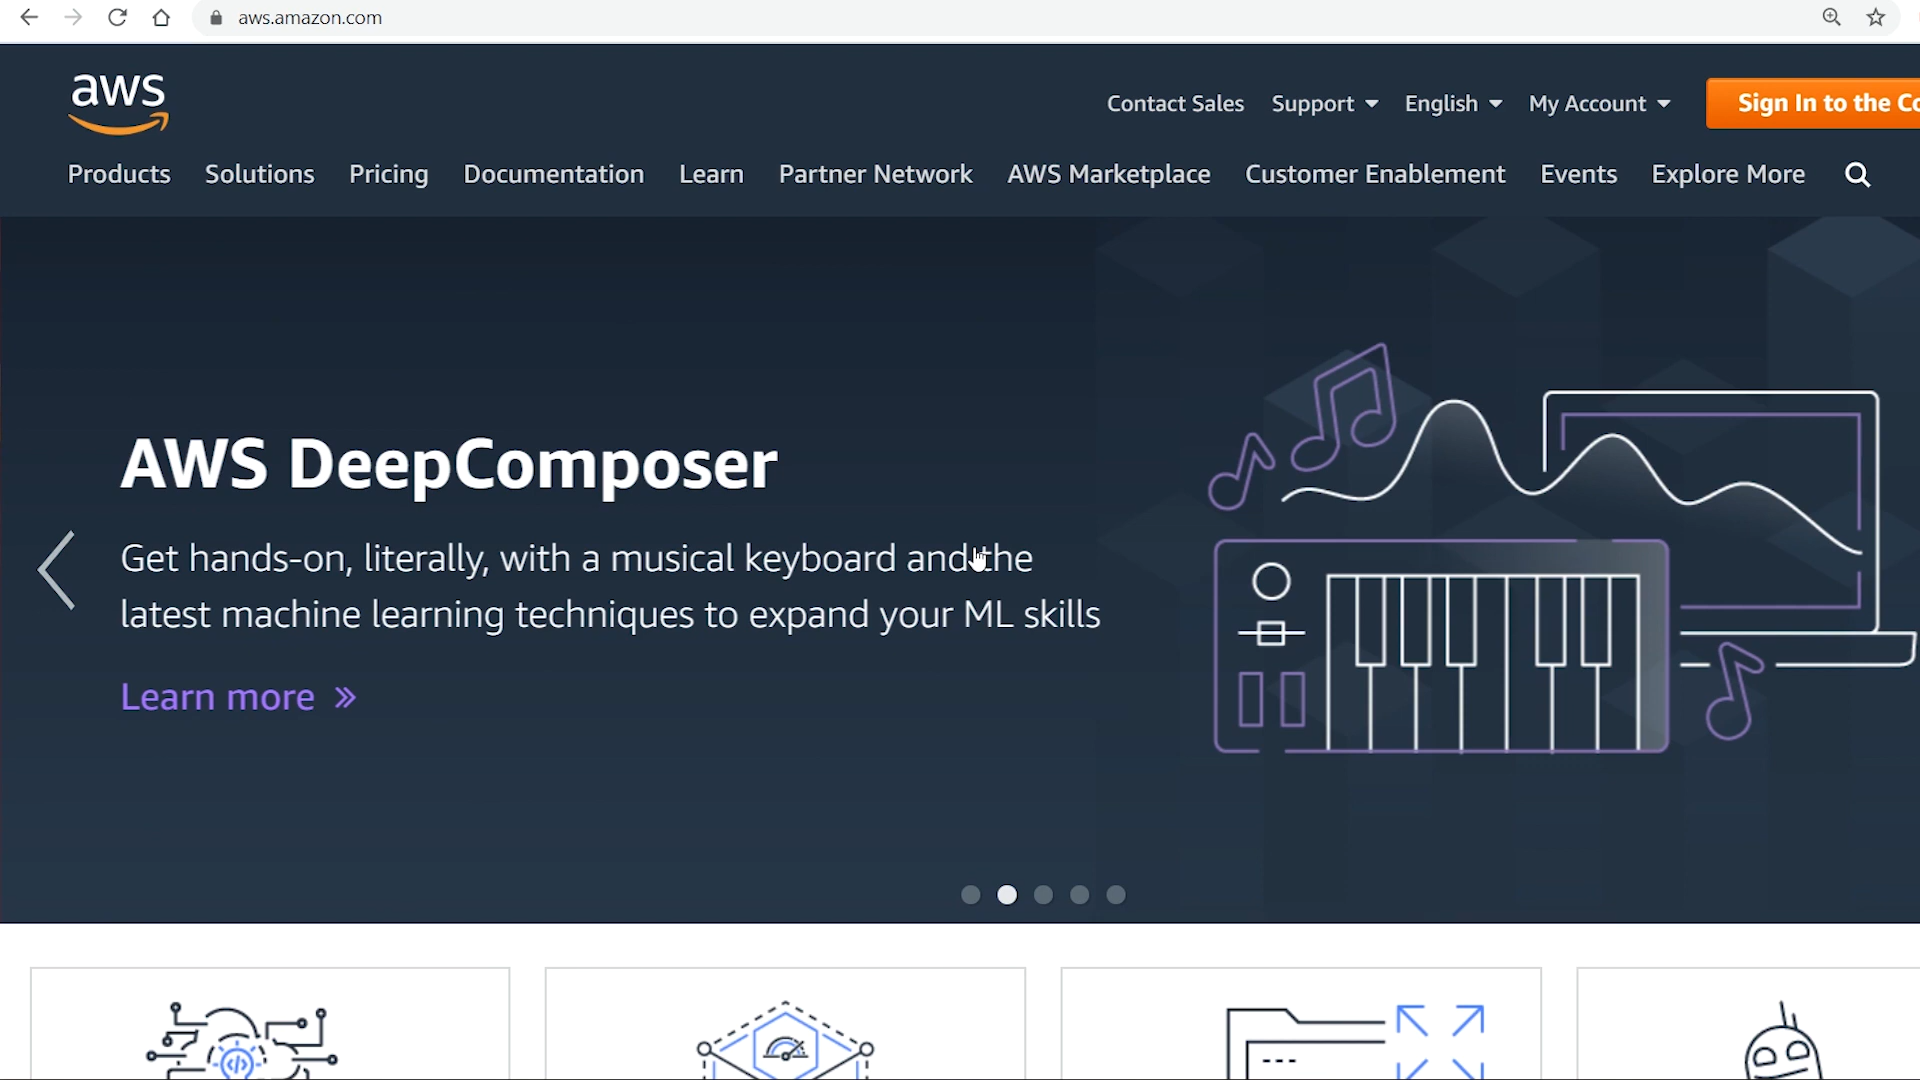 aws.amazon.com
aws
Contact Sales Support English My Account Sign In to the Co
Products Solutions Pricing Documentation Learn Partner Network AWS Marketplace Customer Enablement Events Explore More
AWS DeepComposer
Get hands-on, literally, with a musical keyboard and the
latest machine learning techniques to expand your ML skills
Learn more »